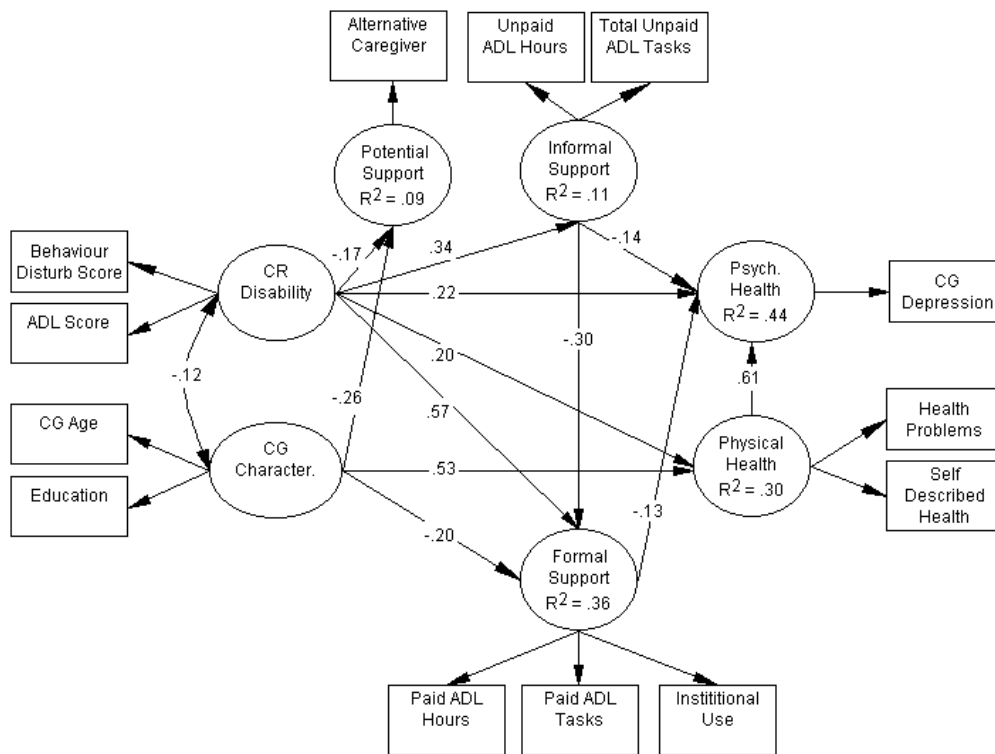 Alternative
Caregiver
Unpaid
ADL Hours
Total Unpaid
ADL Tasks
Potential
Support
R2 = .09
Informal
Support
R2 = .11
Behaviour
Disturb Score
ADL Score
CR
Disability
-.17
.34
-.14
.22
Psych.
Health
R2 = .44
CG
Depression
-.12
.20
-.30
.61
-.26
.57
CG Age
Education
CG
Character.
.53
-.20
-.13
Physical
Health
R2 = .30
Health
Problems
Self
Described
Health
Formal
Support
R2 = .36
Paid ADL
Hours
Paid ADL
Tasks
Instititional
Use